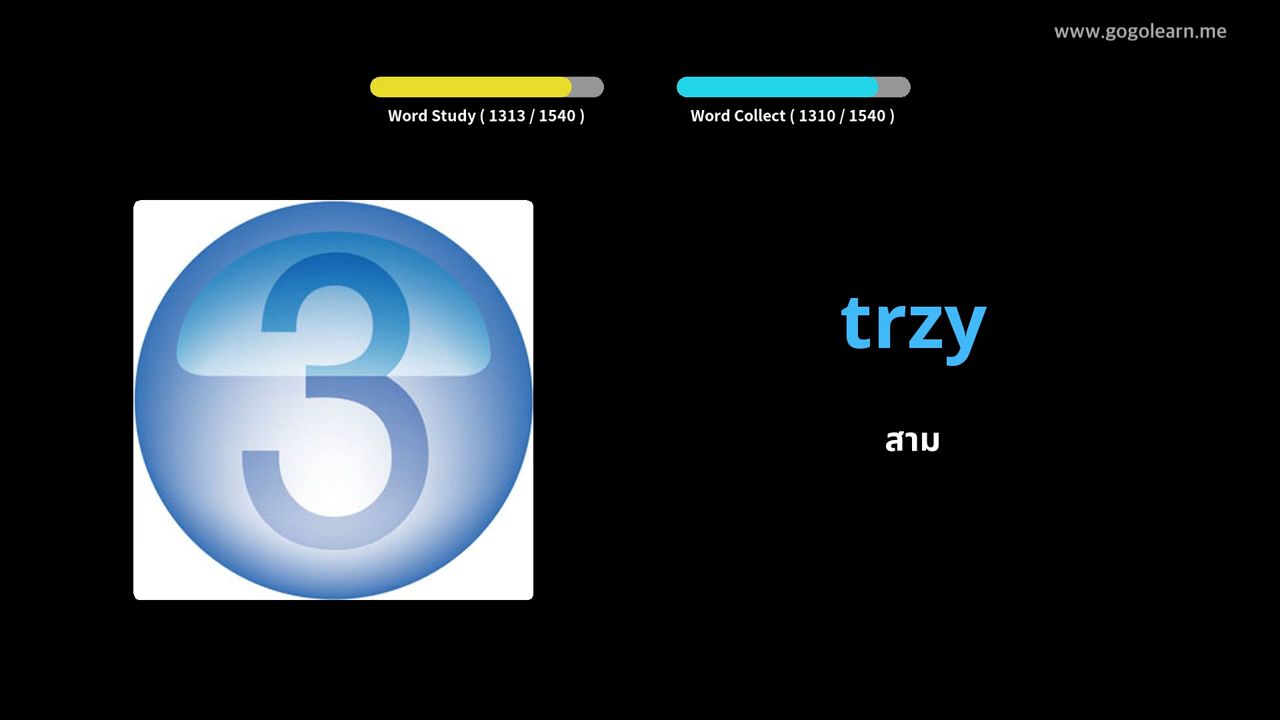 www.gogolearn.me
Word Study ( 1313 / 1540 )
Word Collect ( 1310 / 1540 )
3
trzy
สาม